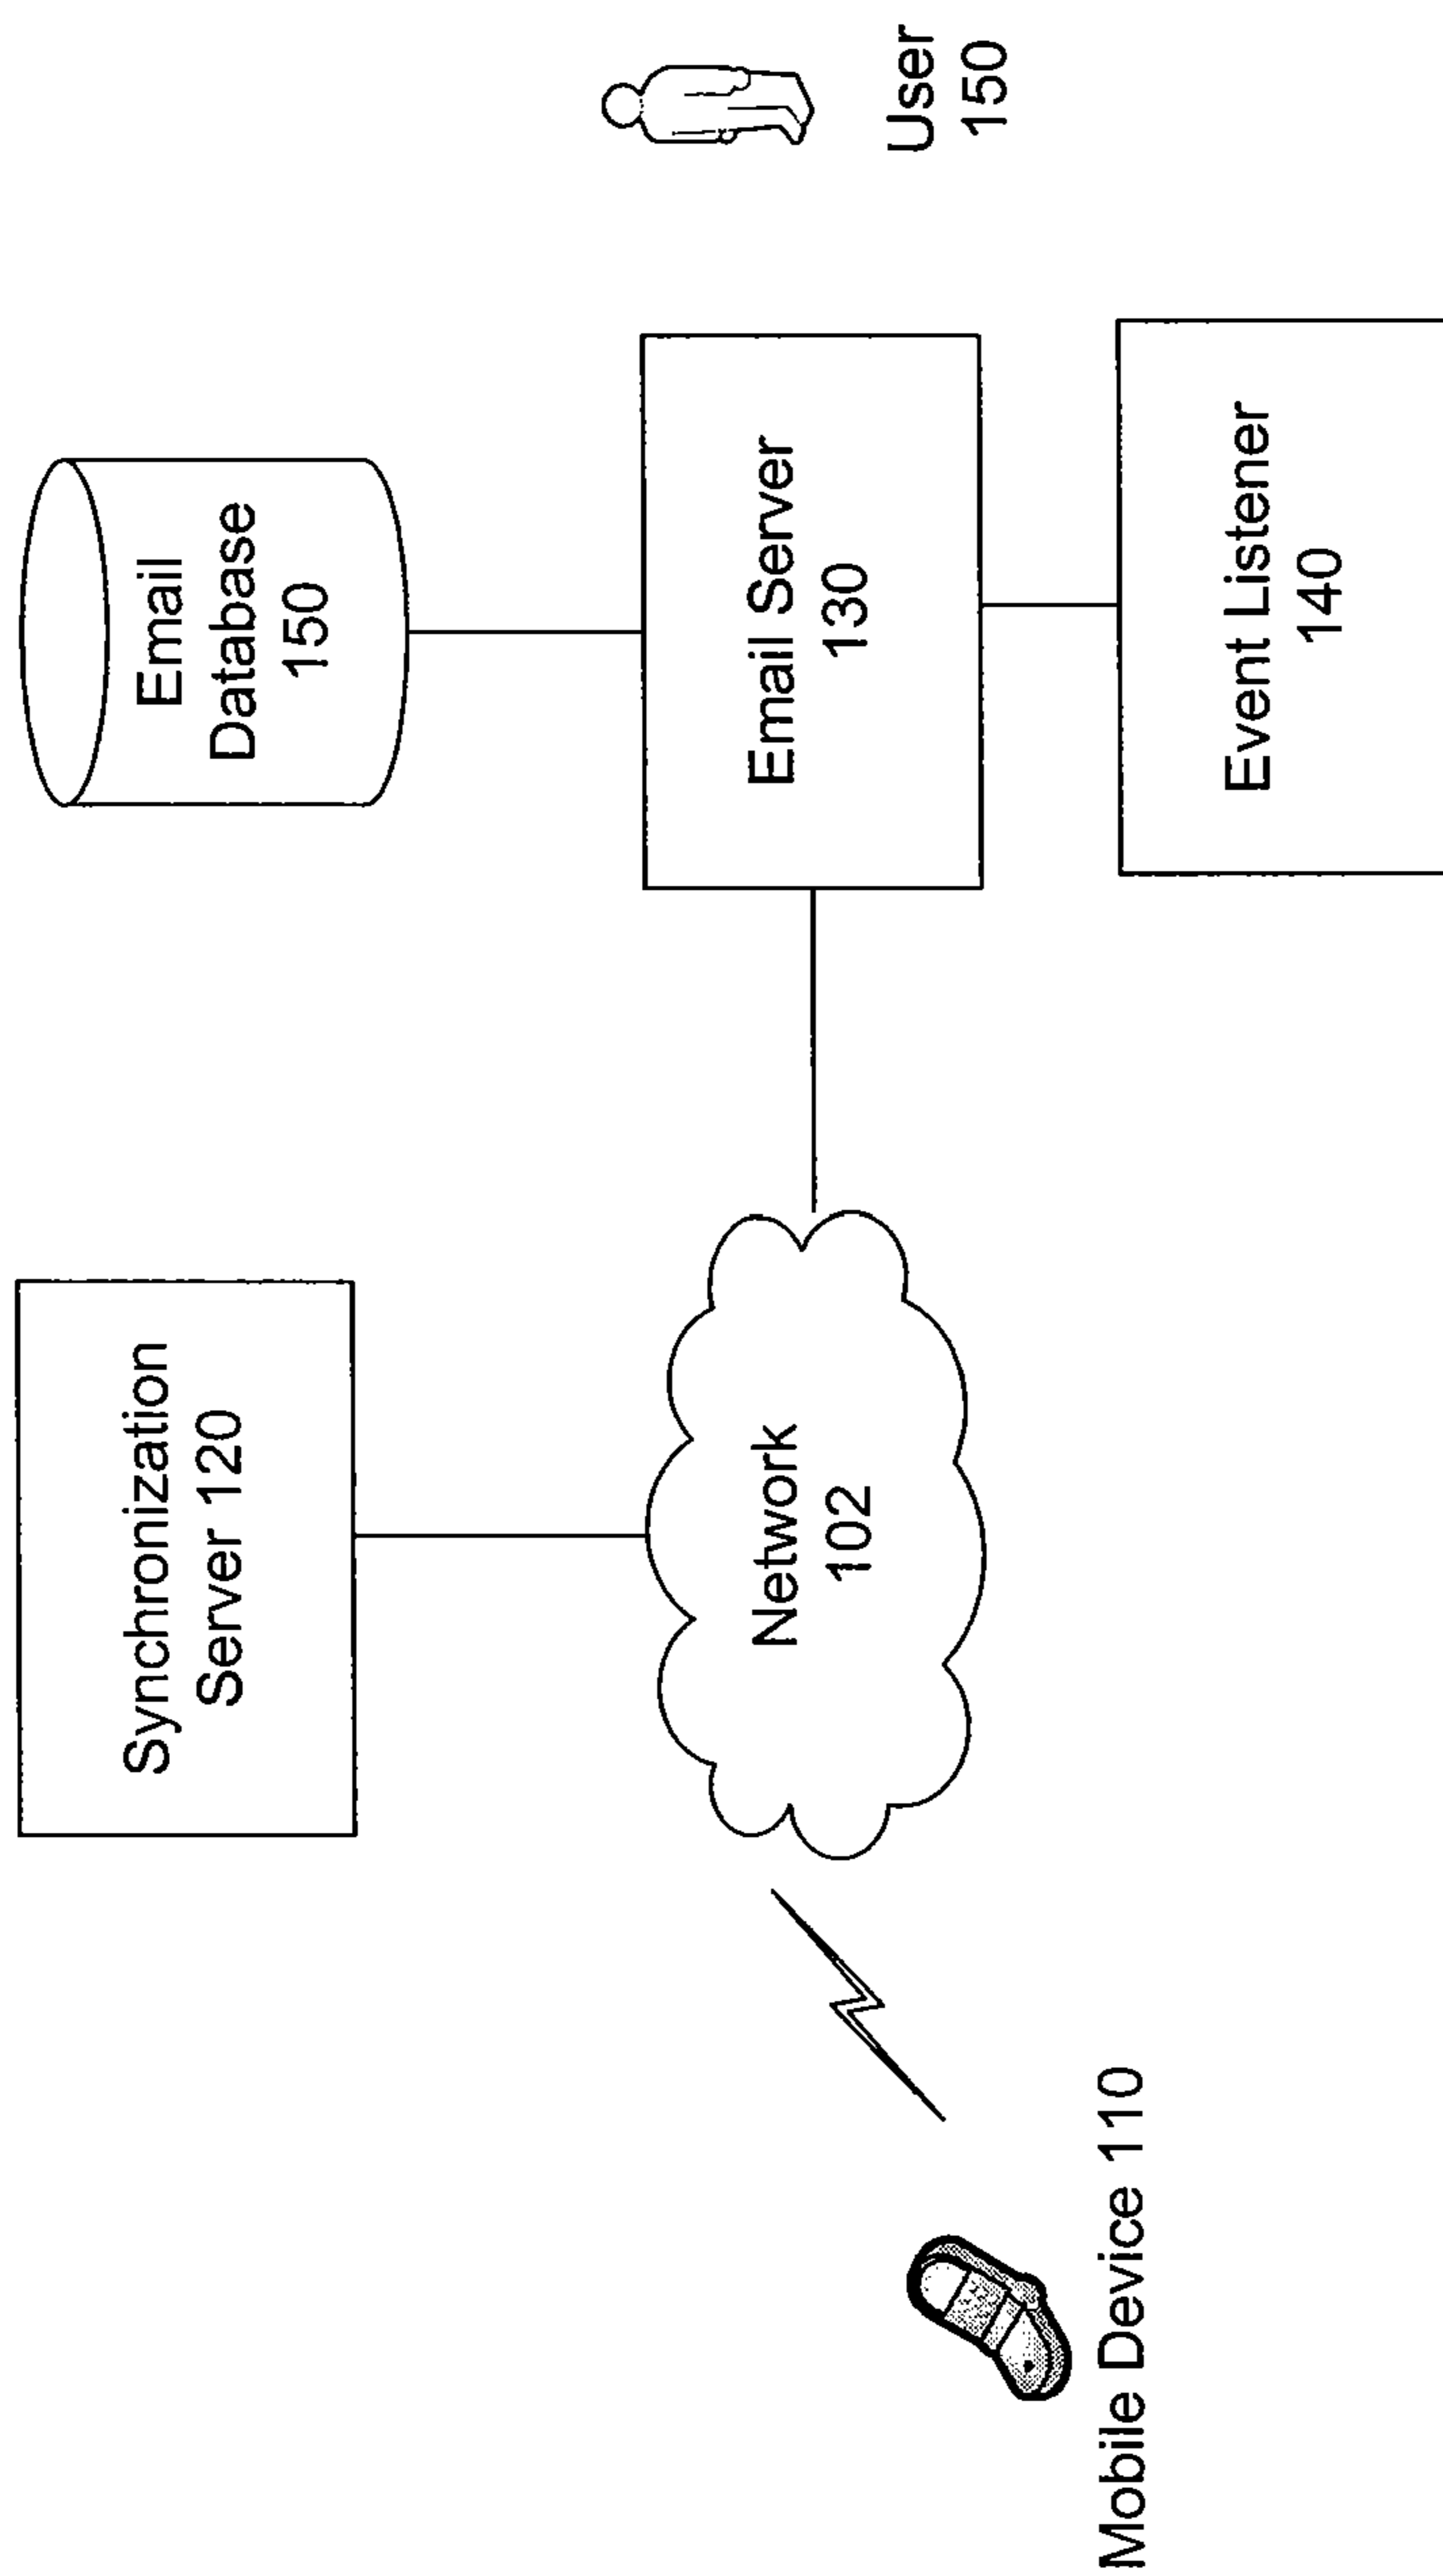 Synchronization
Server 120
Email
Database
150
Network
102
Email Server
130
User
150
Mobile Device 110
Event Listener
140